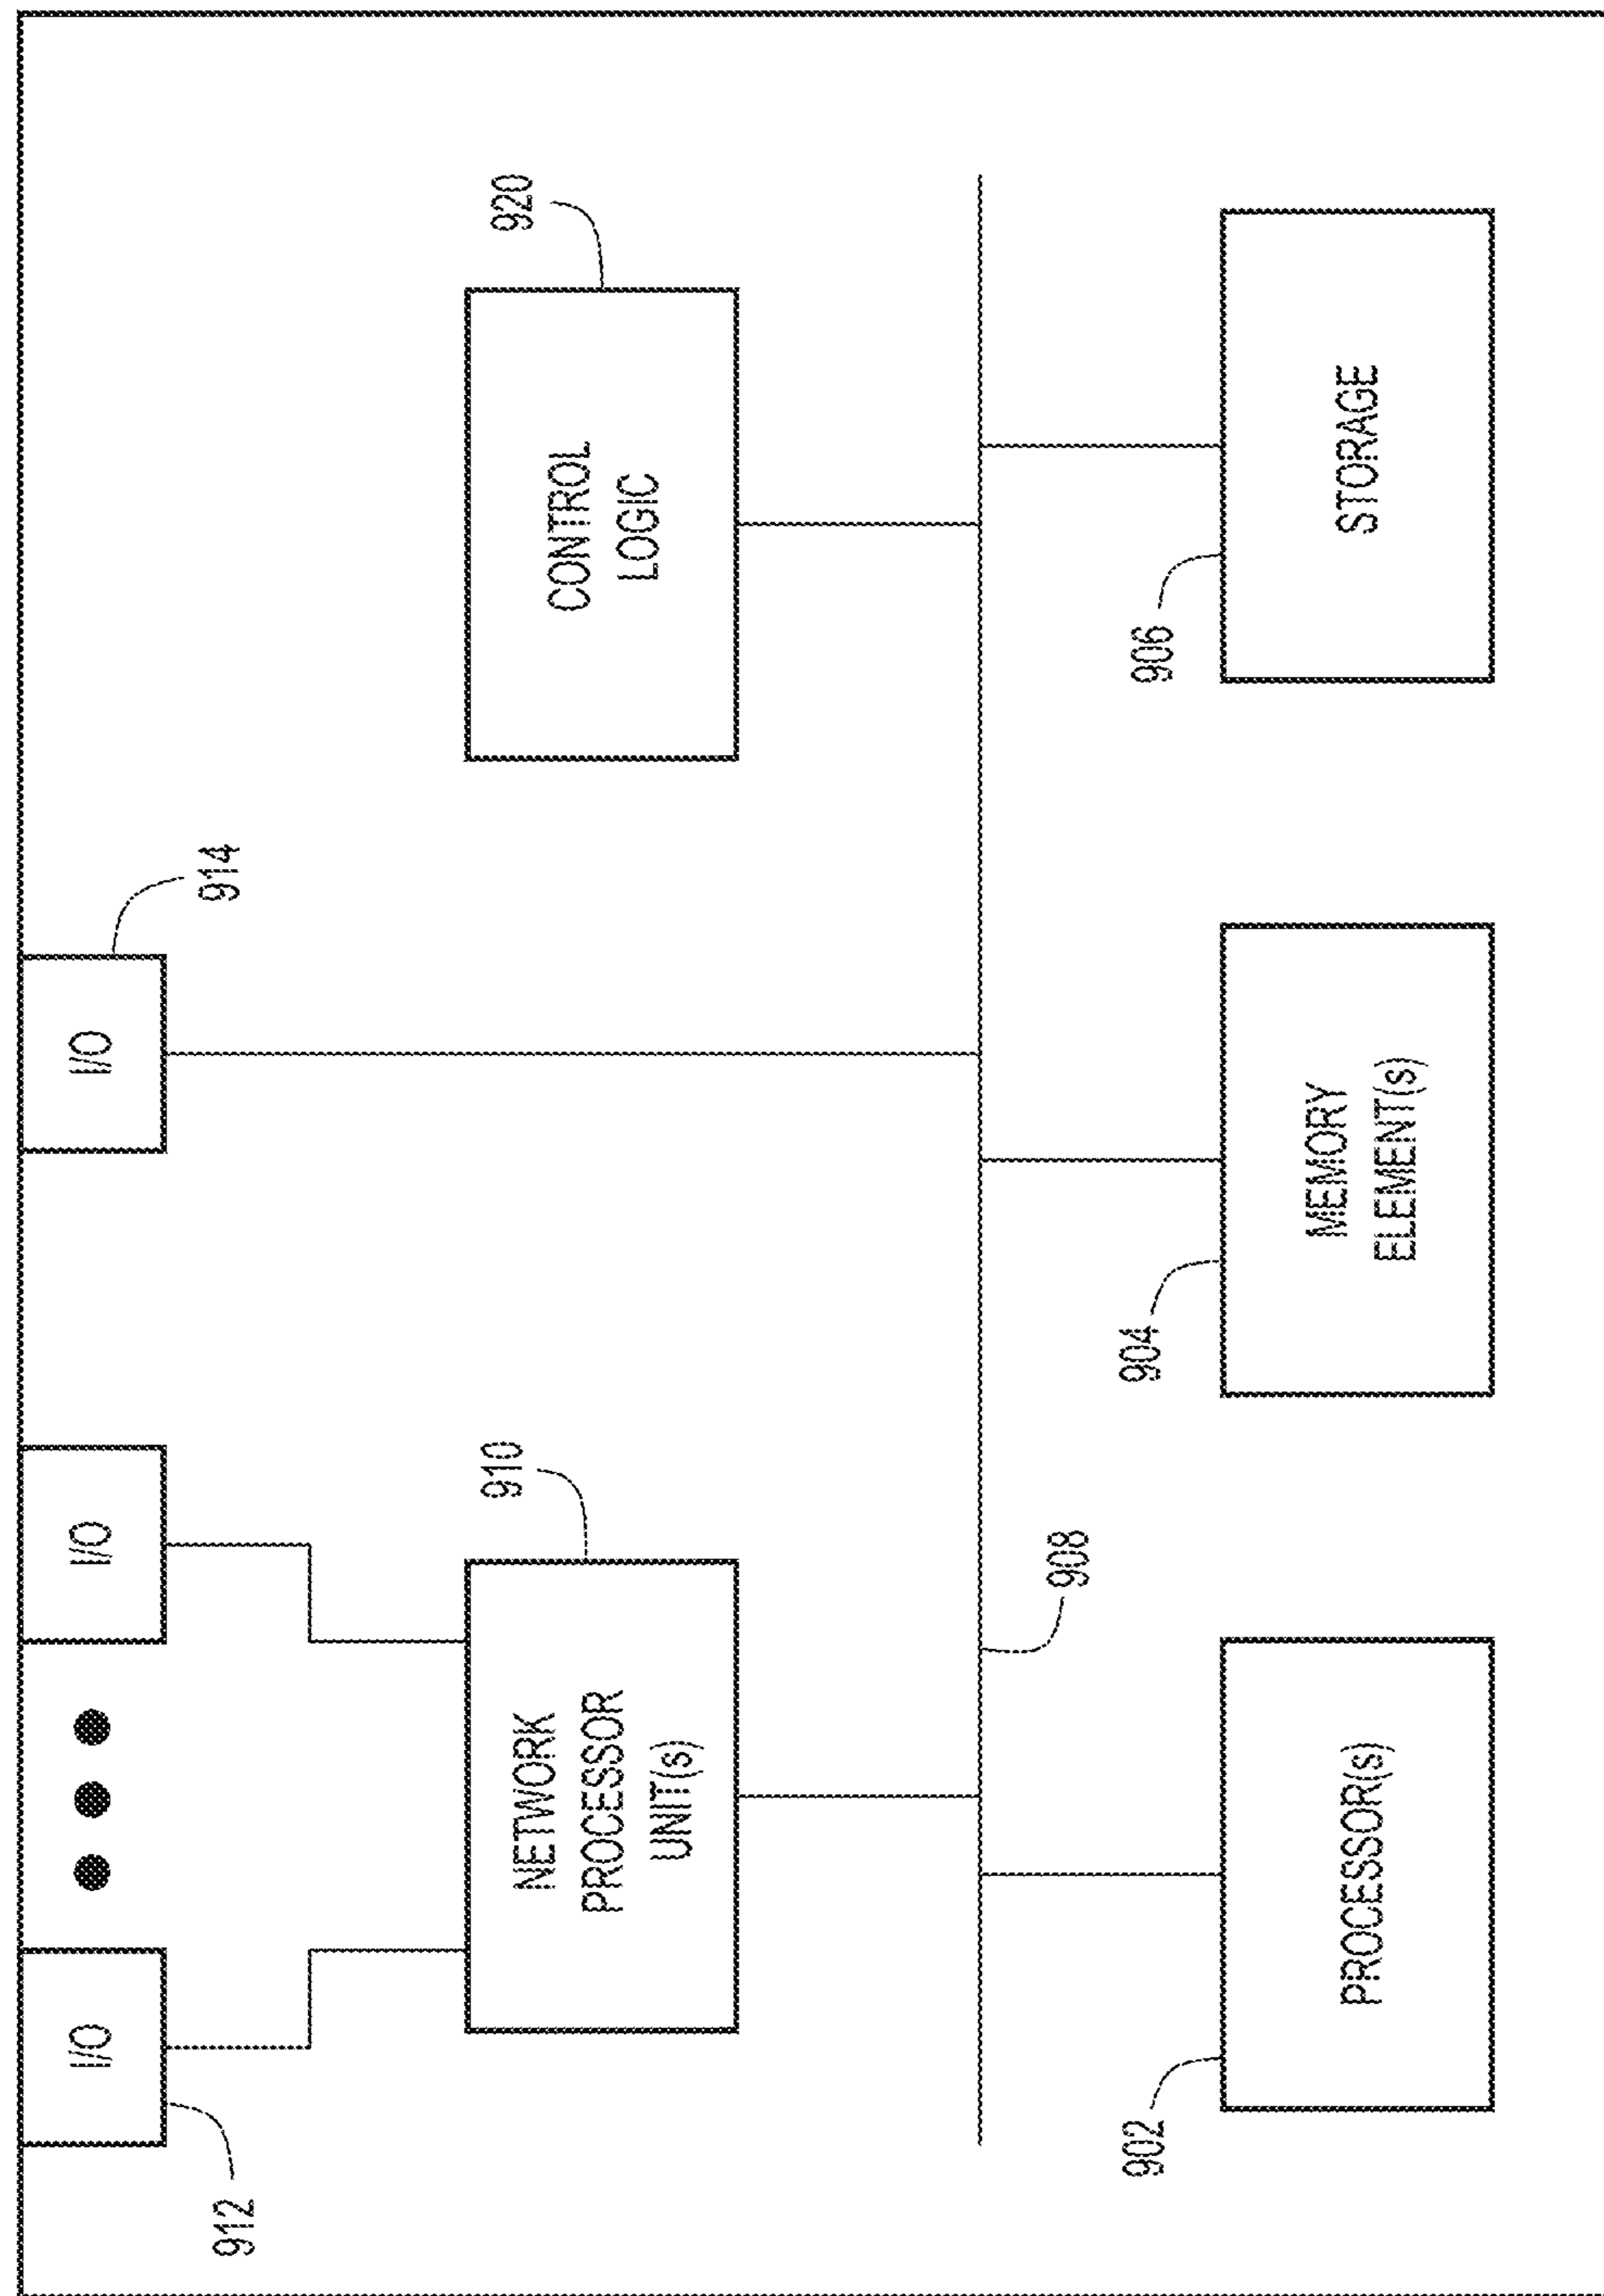 912
I/O
I/O
I/O
914
910
NETWORK
PROCESSOR
UNIT(s)
920
CONTROL
LOGIC
908
902
PROCESSOR(s)
904
MEMORY
ELEMENT(s)
906
STORAGE